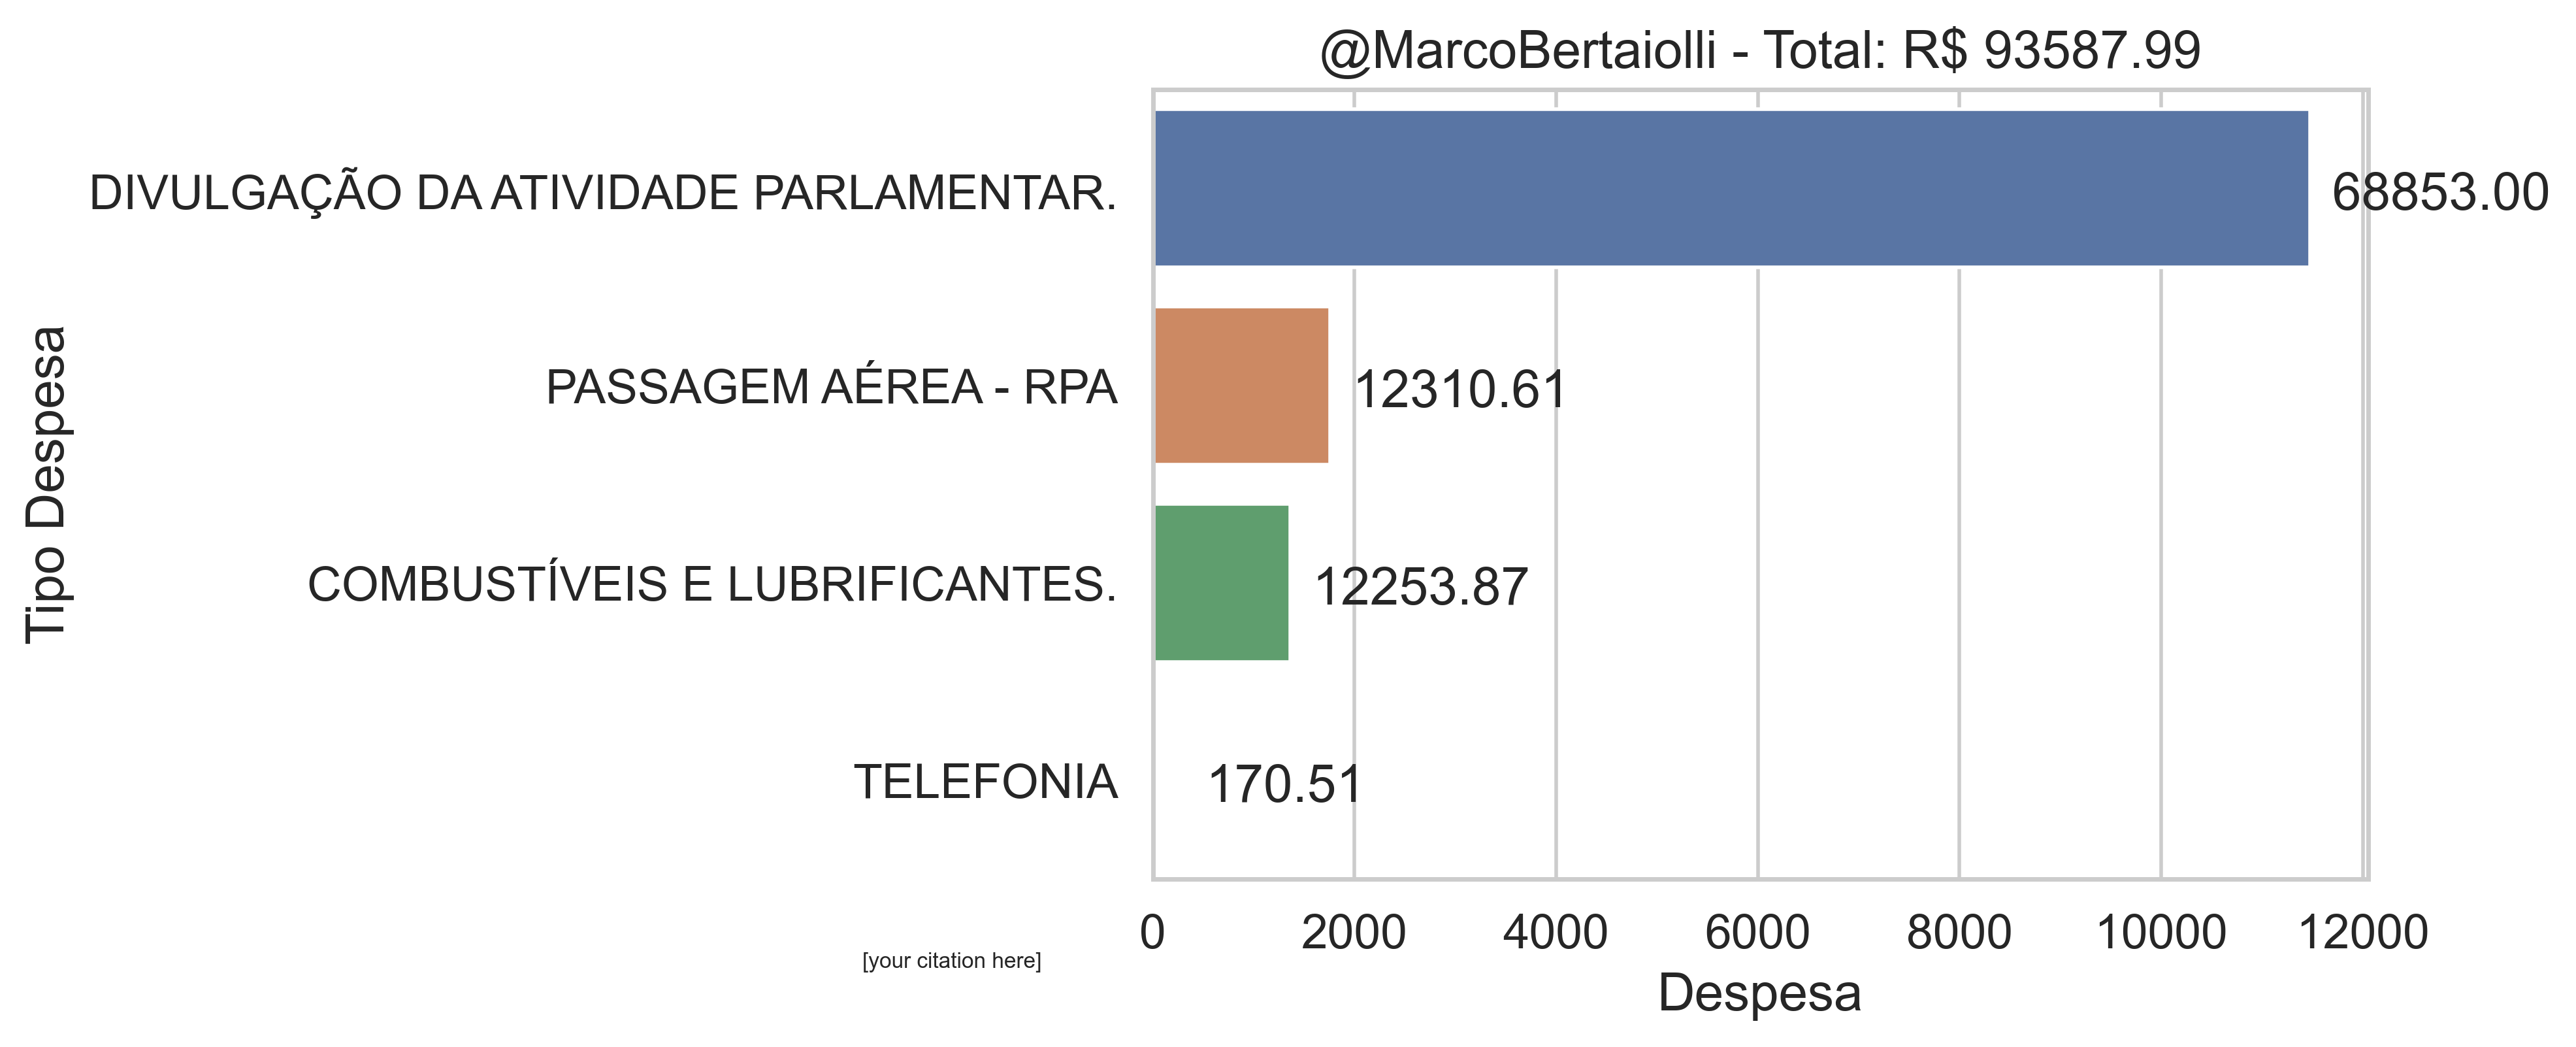 @MarcoBertaiolli - Total: R$ 93587.99
DIVULGAÇÃO DA ATIVIDADE PARLAMENTAR.
68853.00
PASSAGEM AÉREA - RPA
12310.61
COMBUSTÍVEIS E LUBRIFICANTES.
12253.87
TELEFONIA
170.51
Tipo Despesa
0 2000 4000 6000 8000 10000 12000
[your citation here]
Despesa